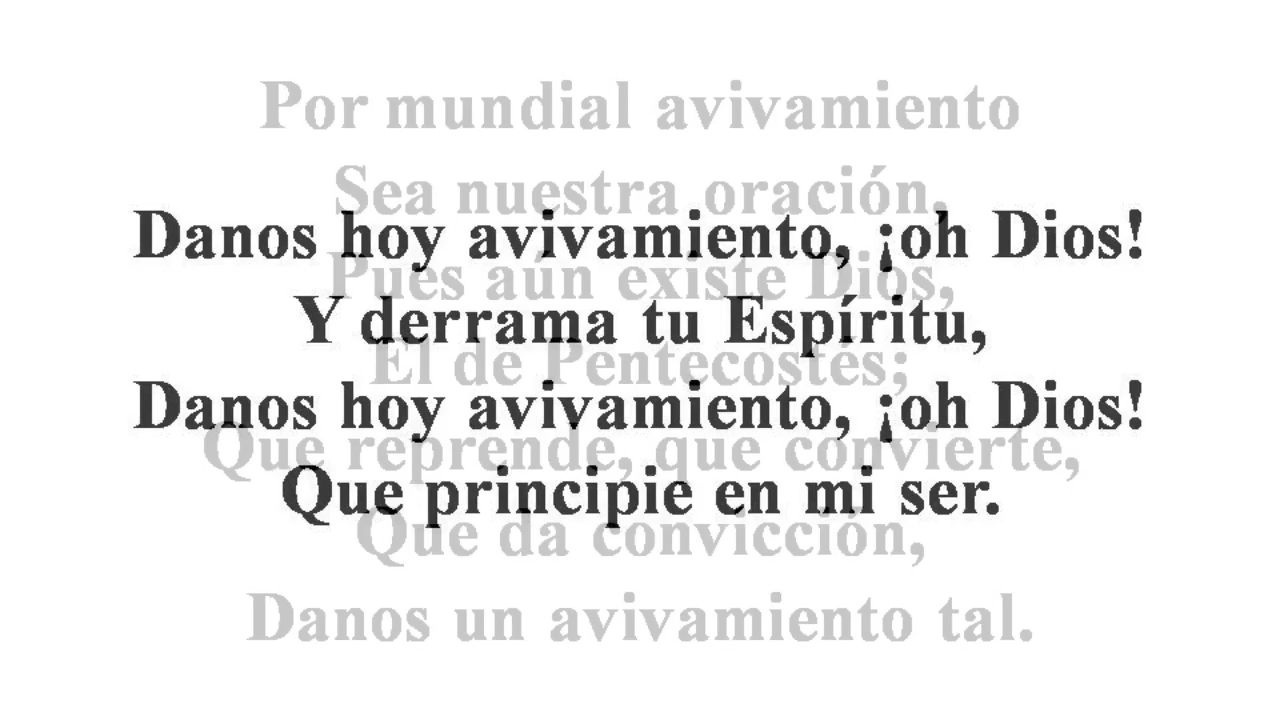 Por mundial avivamiento
Sea nuestra oración,
Danos hoy avivamiento, ¡oh Dios!
Pues aún existe Dios,
Y derrama tu Espíritu,
El de Pentecostés;
Danos hoy avivamiento, ¡oh Dios!
Que reprende, que convierte,
Que principie en mi ser.
Que da convicción,
Danos un avivamiento tal.